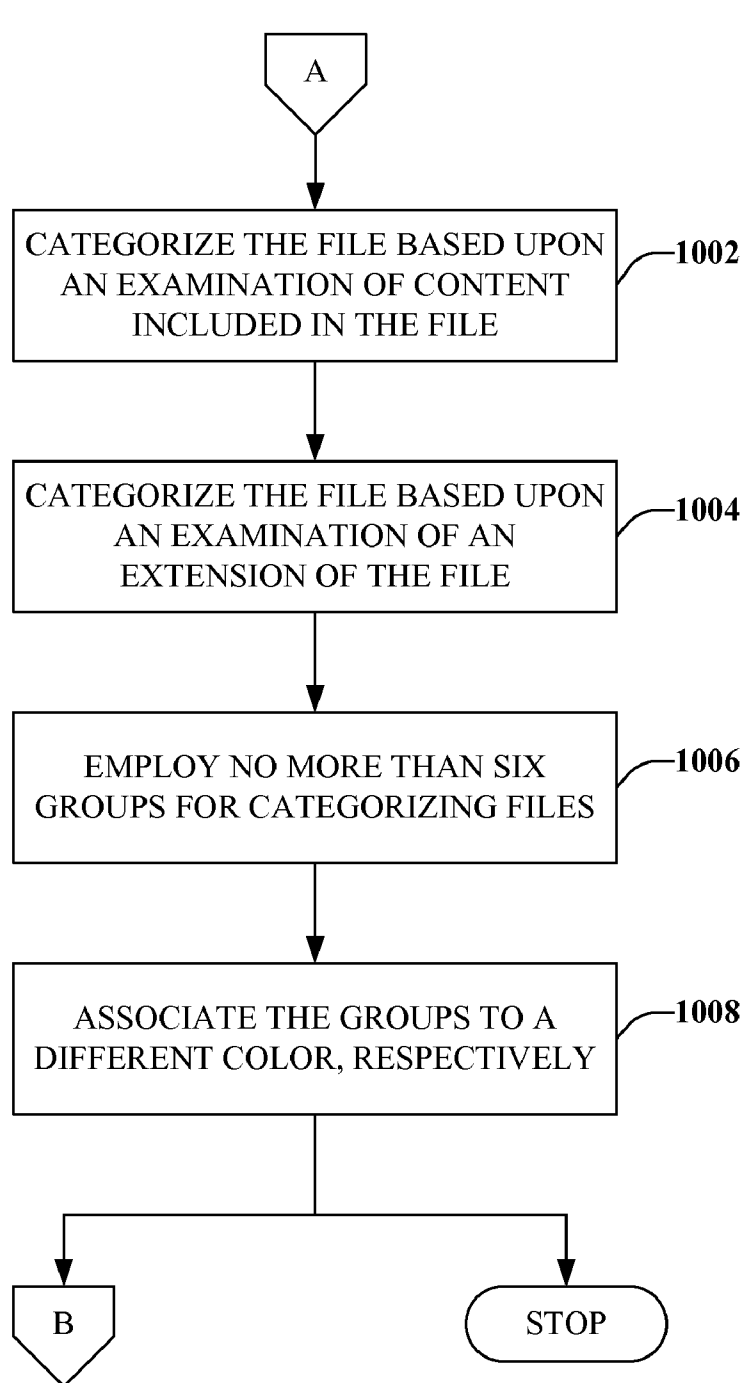 A
CATEGORIZE THE FILE BASED UPON
AN EXAMINATION OF CONTENT
INCLUDED IN THE FILE
1002
CATEGORIZE THE FILE BASED UPON
AN EXAMINATION OF AN
EXTENSION OF THE FILE
1004
EMPLOY NO MORE THAN SIX
GROUPS FOR CATEGORIZING FILES
1006
ASSOCIATE THE GROUPS TO A
DIFFERENT COLOR, RESPECTIVELY
1008
B
STOP